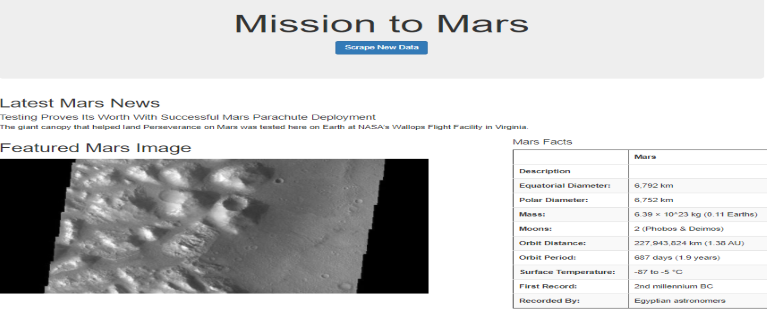 Mission to Mars
Scrape New Data
Latest Mars News
Testing Proves Its Worth With Successful Mars Parachute Deployment
The giant canopy that helped land Perseverance on Mars was tested here on Earth at NASA's Wallops Flight Facility in Virginia.
Featured Mars Image
Mars Facts
Mars
Description
Equatorial Diameter: 6,792 km
Polar Diameter: 6,752 km
Mass: 6.39 × 10^23 kg (0.11 Earths)
Moons: 2 (Phobos & Deimos)
Orbit Distance: 227,943,824 km (1.38 AU)
Orbit Period: 687 days (1.9 years)
Surface Temperature: -87 to -5 °C
First Record: 2nd millennium BC
Recorded By: Egyptian astronomers